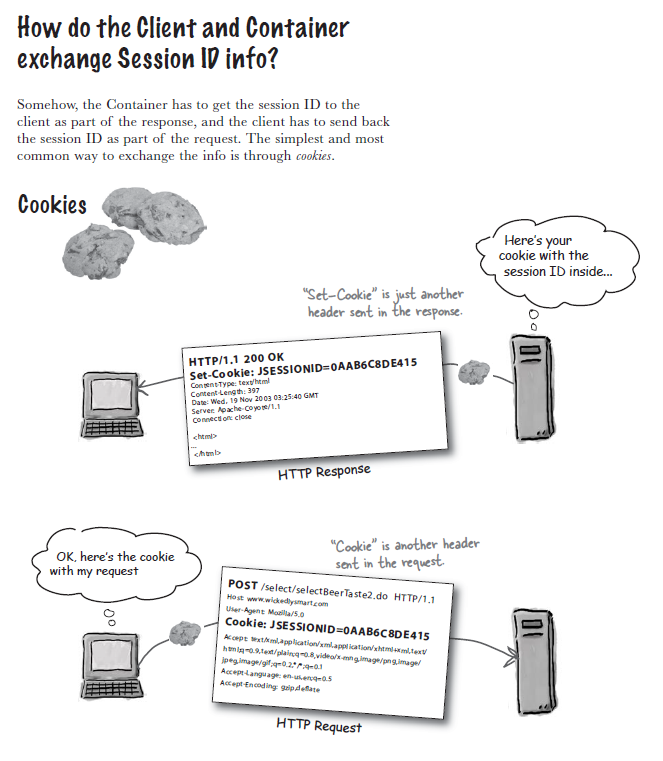 How do the Client and Container
exchange Session ID info?
Somehow, the Container has to get the session ID to the
client as part of the response, and the client has to send back
the session ID as part of the request. The simplest and most
common way to exchange the info is through cookies.
Cookies
Here's your
cookie with the
session ID inside...
"Set-Cookie" is just another
header sent in the response.
HTTP/1.1 200 OK
Set-Cookie: JSESSIONID=0AAB6C8DE415
Content-Type: text/html
Content-Length: 397
Date: Wed, 19 Nov 2003 03:25:40 GMT
Server: Apache-Coyote/1.1
Connection: close
<html>
...
</html>
HTTP Response
OK, here's the cookie
with my request
"Cookie" is another header
sent in the request.
POST /select/selectBeerTaste2.do HTTP/1.1
Host: www.wickedlysmart.com
User-Agent: Mozilla/5.0
Cookie: JSESSIONID=0AAB6C8DE415
Accept: text/xml,application/xml,application/xhtml+xml,text/
html;q=0.9,text/plain;q=0.8,video/x-mng,image/png,image/
jpeg,image/gif;q=0.2,*/*;q=0.1
Accept-Language: en-us,en;q=0.5
Accept-Encoding: gzip,deflate
HTTP Request